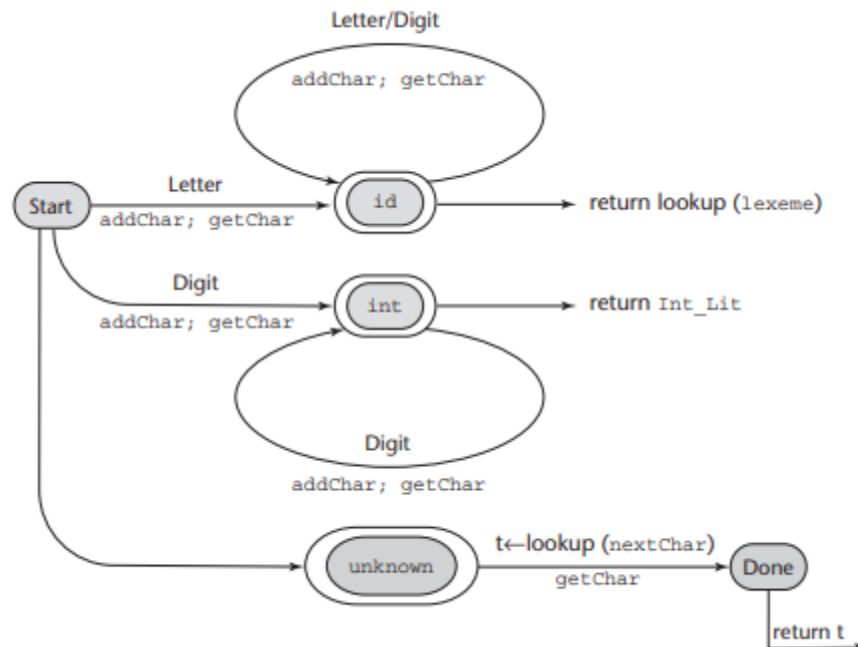 Letter/Digit
addChar; getChar
Letter
Start
id
return lookup (lexeme)
addChar; getChar
Digit
int
return Int_Lit
addChar; getChar
Digit
addChar; getChar
t←lookup (nextChar)
unknown
Done
getChar
return t